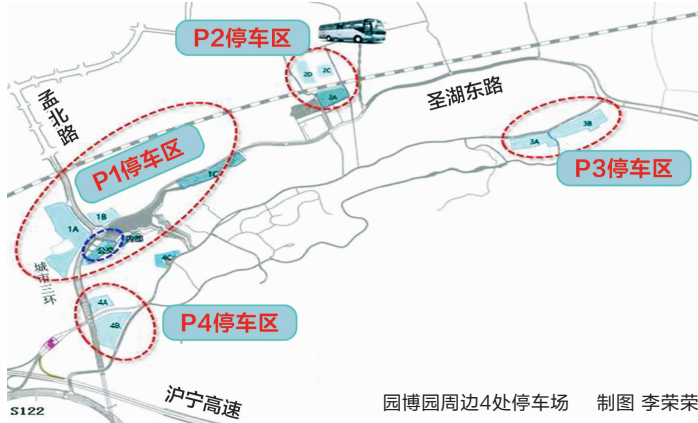 P2停车区
2D
2C
2A
圣湖东路
孟北路
P1停车区
3B
3A
P3停车区
1C
1B
1A
内部
公交
4C
城市三环
4A
4B
P4停车区
沪宁高速
S122
园博园周边4处停车场 制图 李荣荣